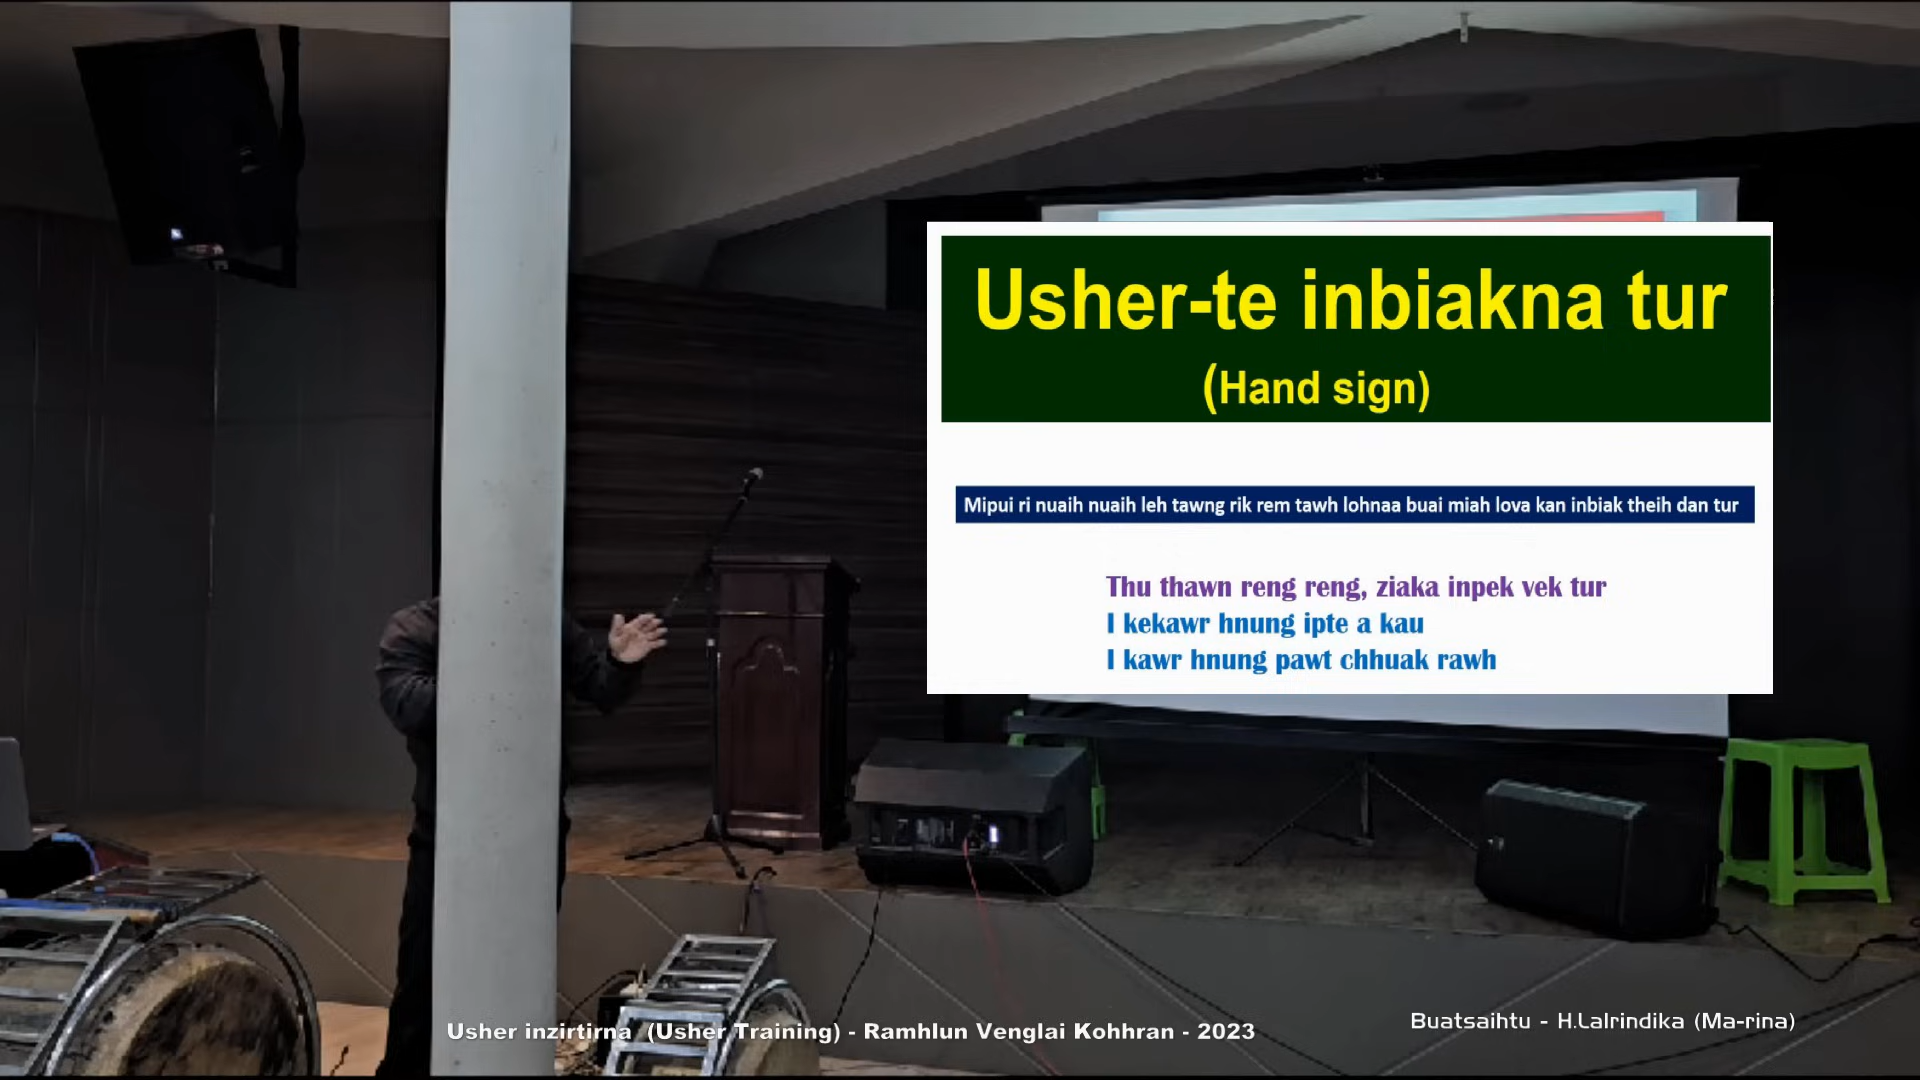 Usher-te inbiakna tur
(Hand sign)
Mipui ri nuaih nuaih leh tawng rik rem tawh lohnaa buai miah lova kan inbiak theih dan tur
Thu thawn reng reng, ziaka inpek vek tur
I kekawr hnung ipte a kau
I kawr hnung pawt chhuak rawh
Usher inzirtirna (Usher Training) - Ramhlun Venglai Kohhran - 2023
Buatsaihtu - H.Lalrindika (Ma-rina)